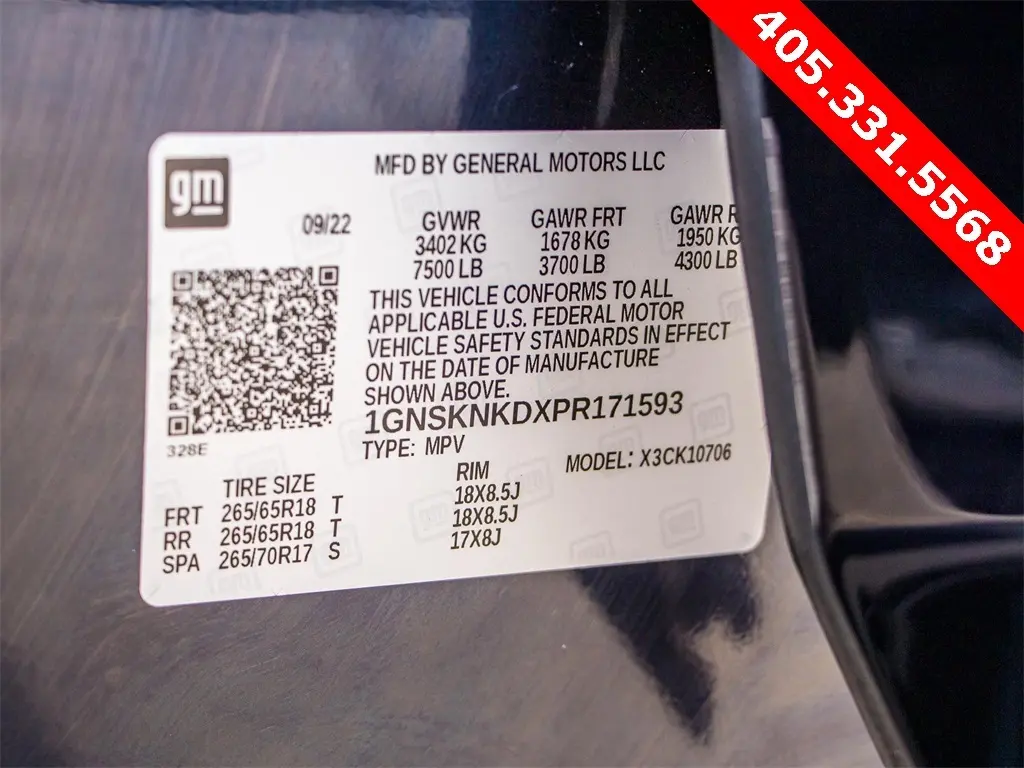 405.331.5568
gm
MFD BY GENERAL MOTORS LLC
09/22 GVWR GAWR FRT GAWR R
3402 KG 1678 KG 1950 KG
7500 LB 3700 LB 4300 LB
THIS VEHICLE CONFORMS TO ALL
APPLICABLE U.S. FEDERAL MOTOR
VEHICLE SAFETY STANDARDS IN EFFECT
ON THE DATE OF MANUFACTURE
SHOWN ABOVE.
1GNSKNKDXPR171593
328E
TYPE: MPV
MODEL: X3CK10706
TIRE SIZE RIM
FRT 265/65R18 T 18X8.5J
RR 265/65R18 T 18X8.5J
SPA 265/70R17 S 17X8J